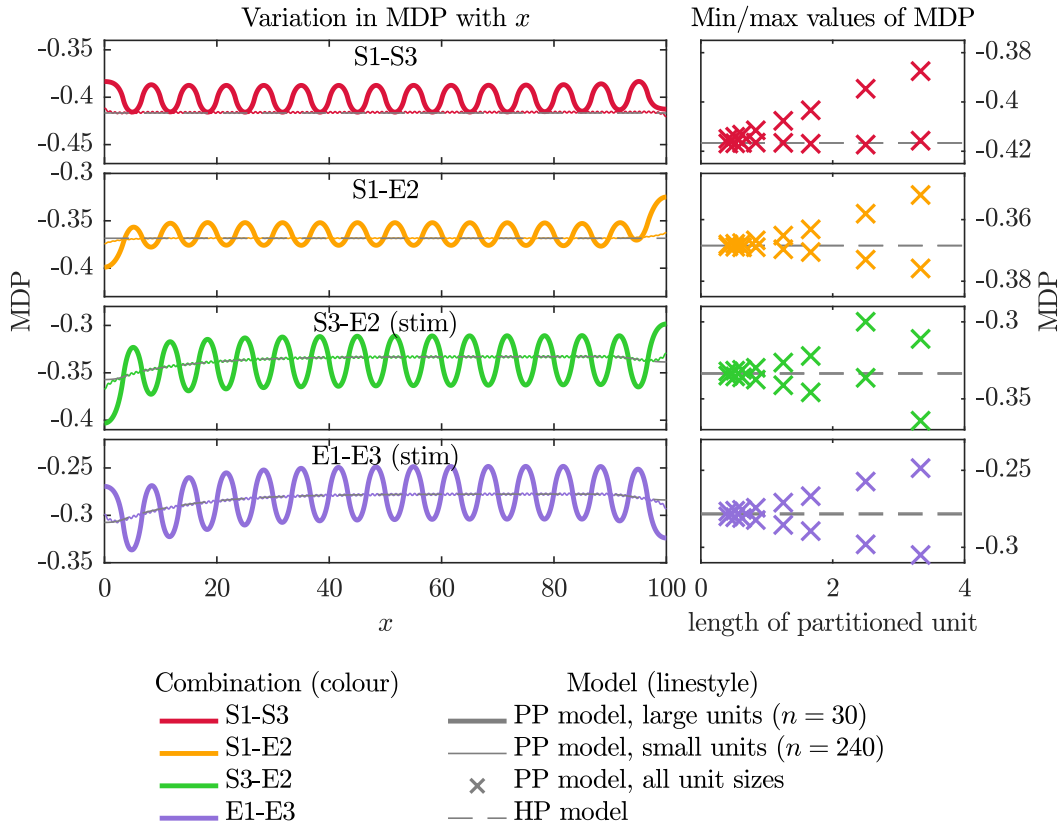 Variation in MDP with x
Min/max values of MDP
S1-S3
-0.35
-0.4
-0.45
-0.38
-0.4
-0.42
S1-E2
-0.3
-0.35
-0.4
-0.36
-0.38
S3-E2 (stim)
-0.3
-0.35
-0.4
-0.3
-0.35
E1-E3 (stim)
-0.25
-0.3
-0.35
-0.25
-0.3
MDP
MDP
0 20 40 60 80 100
0 2 4
x
length of partitioned unit
Combination (colour)
S1-S3
S1-E2
S3-E2
E1-E3
Model (linestyle)
PP model, large units (n = 30)
PP model, small units (n = 240)
PP model, all unit sizes
HP model